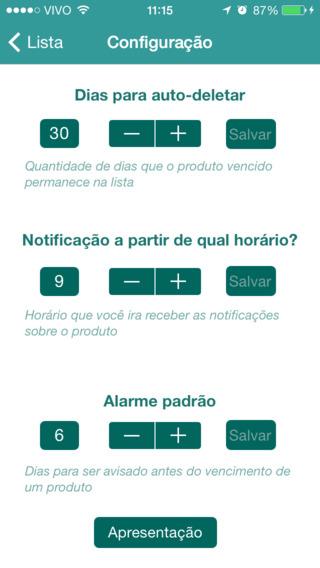 VIVO 11:15 87%
Lista Configuração
Dias para auto-deletar
30 — + Salvar
Quantidade de dias que o produto vencido
permanece na lista
Notificação a partir de qual horário?
9 — + Salvar
Horário que você ira receber as notificações
sobre o produto
Alarme padrão
6 — + Salvar
Dias para ser avisado antes do vencimento de
um produto
Apresentação